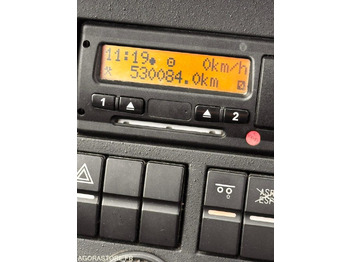 11:19 0km/h
530084.0km
1 2
ASR
ESP
AGORASTORE.FR